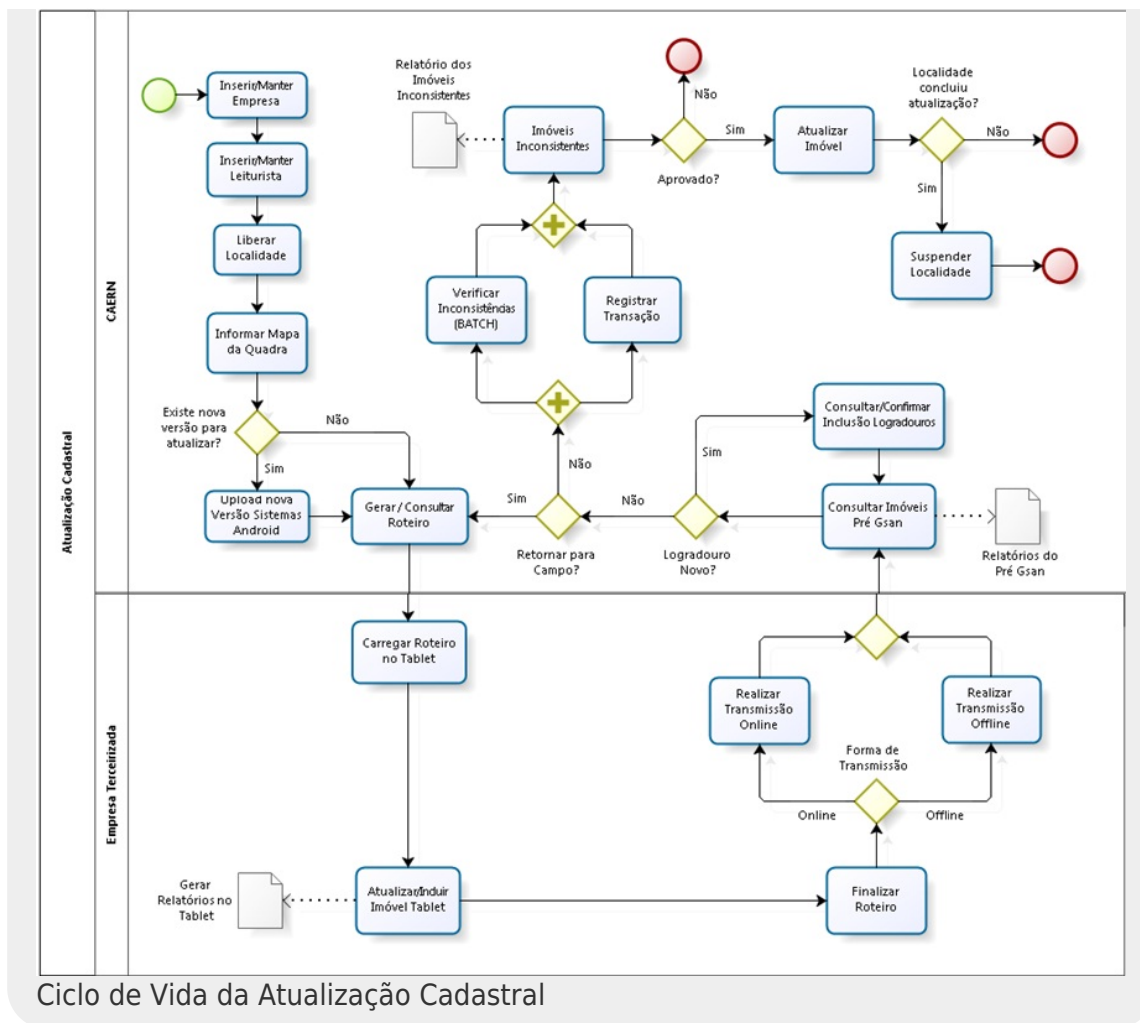 Atualização Cadastral
CAERN
Inserir/Manter
Empresa
Inserir/Manter
Leiturista
Liberar
Localidade
Informar Mapa
da Quadra
Existe nova
versão para
atualizar?
Não
Sim
Upload nova
Versão Sistemas
Android
Gerar / Consultar
Roteiro
Relatório dos
Imóveis
Inconsistentes
Imóveis
Inconsistentes
Não
Aprovado?
Sim
Atualizar
Imóvel
Localidade
concluiu
atualização?
Não
Sim
Suspender
Localidade
Verificar
Inconsistências
(BATCH)
Registrar
Transação
Não
Sim
Retornar para
Campo?
Não
Logradouro
Novo?
Sim
Consultar/Confirmar
Inclusão Logradouros
Consultar Imóveis
Pré Gsan
Relatórios do
Pré Gsan
Empresa Terceirizada
Carregar Roteiro
no Tablet
Realizar
Transmissão
Online
Realizar
Transmissão
Offline
Forma de
Transmissão
Online
Offline
Gerar
Relatórios no
Tablet
Atualizar/Induir
Imóvel Tablet
Finalizar
Roteiro
Ciclo de Vida da Atualização Cadastral